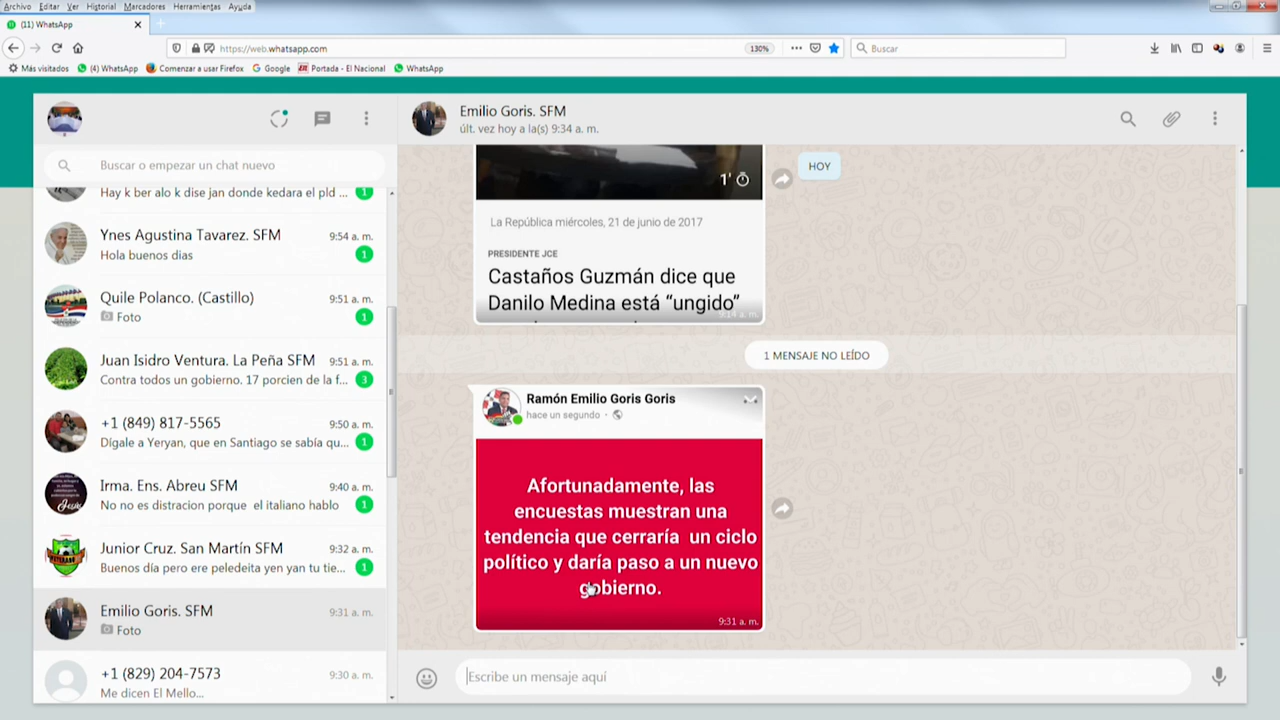 Archivo Editar Ver Historial Marcadores Herramientas Ayuda
(11) WhatsApp
https://web.whatsapp.com
130%
Buscar
Más visitados
(4) WhatsApp
Comenzar a usar Firefox
Google
Portada - El Nacional
WhatsApp
Buscar o empezar un chat nuevo
Hay k ber alo k dise jan donde kedara el pld ...
1
Ynes Agustina Tavarez. SFM
9:54 a. m.
Hola buenos dias
1
Quile Polanco. (Castillo)
9:51 a. m.
Foto
1
Juan Isidro Ventura. La Peña SFM
9:51 a. m.
Contra todos un gobierno. 17 porcien de la f...
3
+1 (849) 817-5565
9:50 a. m.
Dígale a Yeryan, que en Santiago se sabía qu...
1
Irma. Ens. Abreu SFM
9:40 a. m.
No no es distracion porque el italiano hablo
1
Junior Cruz. San Martín SFM
9:32 a. m.
Buenos día pero ere peledeita yen yan tu tie...
1
Emilio Goris. SFM
9:31 a. m.
Foto
+1 (829) 204-7573
9:30 a. m.
Me dicen El Mello...
Emilio Goris. SFM
últ. vez hoy a la(s) 9:34 a. m.
HOY
1'
La República miércoles, 21 de junio de 2017
PRESIDENTE JCE
Castaños Guzmán dice que
Danilo Medina está “ungido”
1 MENSAJE NO LEÍDO
Ramón Emilio Goris Goris
hace un segundo ·
Afortunadamente, las
encuestas muestran una
tendencia que cerraría un ciclo
político y daría paso a un nuevo
gobierno.
9:31 a. m.
Escribe un mensaje aquí